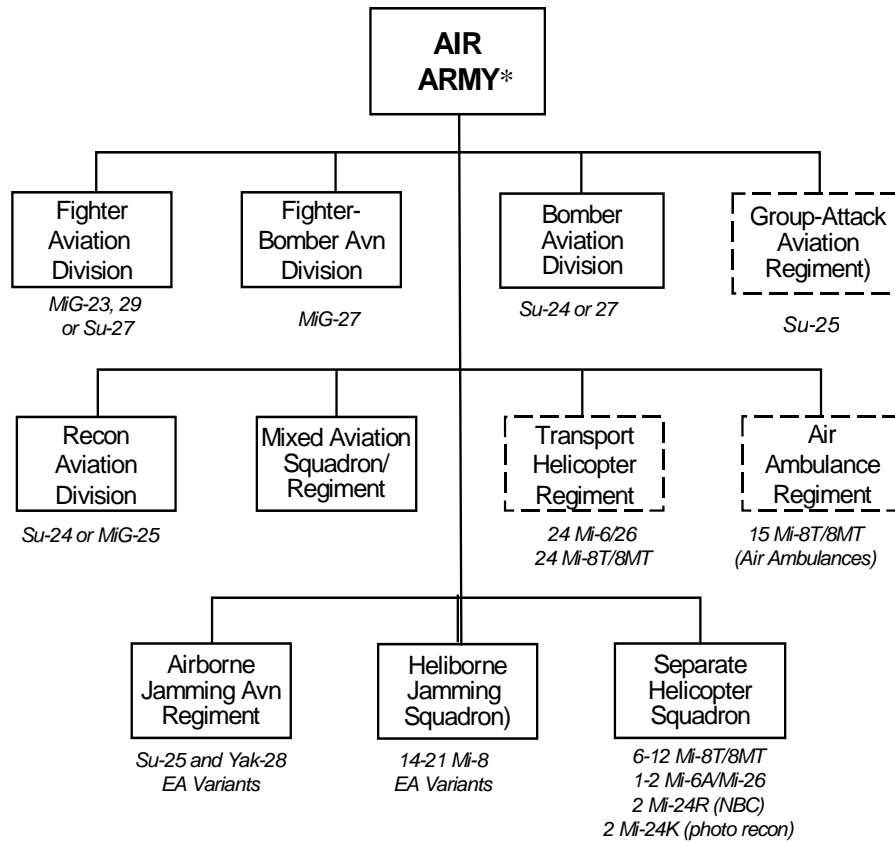 AIR
ARMY*
Fighter
Aviation
Division
MiG-23, 29
or Su-27
Fighter-
Bomber Avn
Division
MiG-27
Bomber
Aviation
Division
Su-24 or 27
Group-Attack
Aviation
Regiment)
Su-25
Recon
Aviation
Division
Su-24 or MiG-25
Mixed Aviation
Squadron/
Regiment
Transport
Helicopter
Regiment
24 Mi-6/26
24 Mi-8T/8MT
Air
Ambulance
Regiment
15 Mi-8T/8MT
(Air Ambulances)
Airborne
Jamming Avn
Regiment
Su-25 and Yak-28
EA Variants
Heliborne
Jamming
Squadron)
14-21 Mi-8
EA Variants
Separate
Helicopter
Squadron
6-12 Mi-8T/8MT
1-2 Mi-6A/Mi-26
2 Mi-24R (NBC)
2 Mi-24K (photo recon)